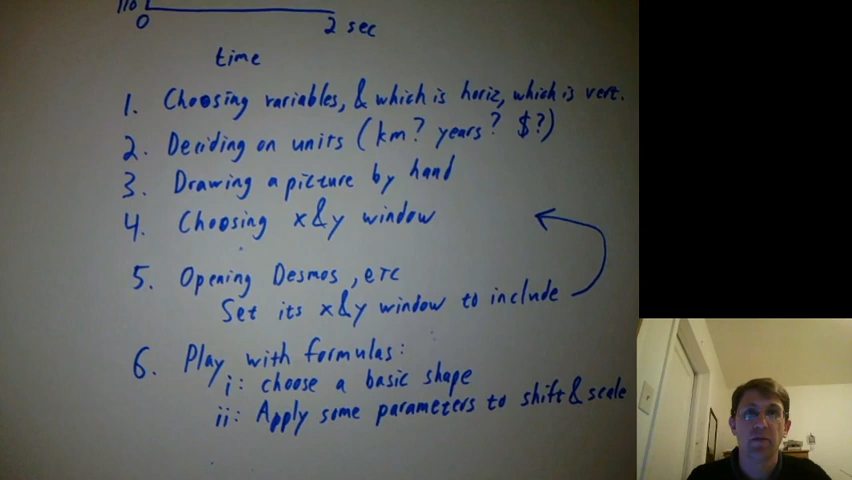 110
0 2 sec
time
1. Choosing variables, & which is horiz, which is vert.
2. Deciding on units (km? years? $?)
3. Drawing a picture by hand
4. Choosing x&y window
5. Opening Desmos, etc
Set its x&y window to include
6. Play with formulas:
i: choose a basic shape
ii: Apply some parameters to shift & scale